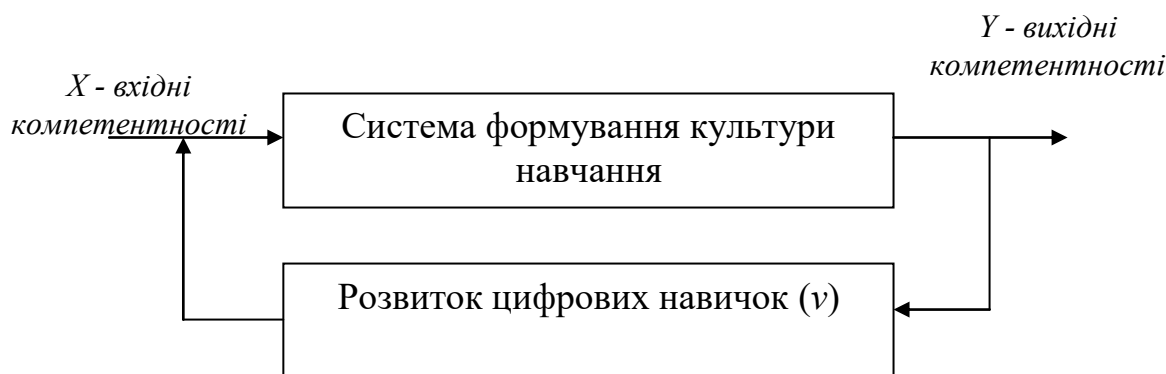 Y - вихідні
компетентності
X - вхідні
компетентності
Система формування культури
навчання
Розвиток цифрових навичок (v)